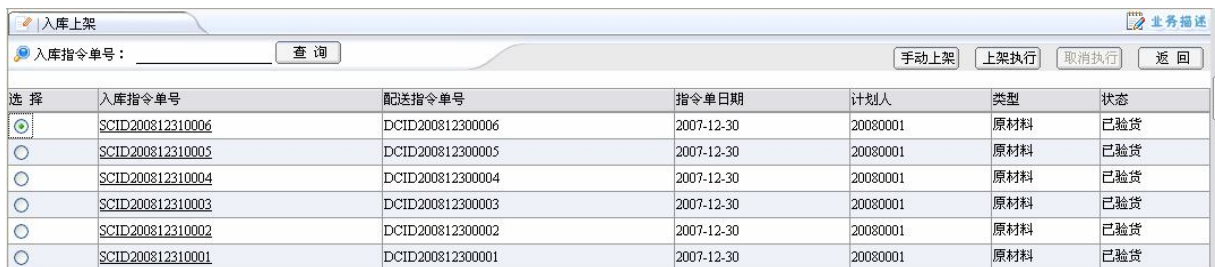 入库上架
业务描述
入库指令单号： 查 询 手动上架 上架执行 取消执行 返 回
选 择 入库指令单号 配送指令单号 指令单日期 计划人 类型 状态
SCID200812310006 DCID200812300006 2007-12-30 20080001 原材料 已验货
SCID200812310005 DCID200812300005 2007-12-30 20080001 原材料 已验货
SCID200812310004 DCID200812300004 2007-12-30 20080001 原材料 已验货
SCID200812310003 DCID200812300003 2007-12-30 20080001 原材料 已验货
SCID200812310002 DCID200812300002 2007-12-30 20080001 原材料 已验货
SCID200812310001 DCID200812300001 2007-12-30 20080001 原材料 已验货